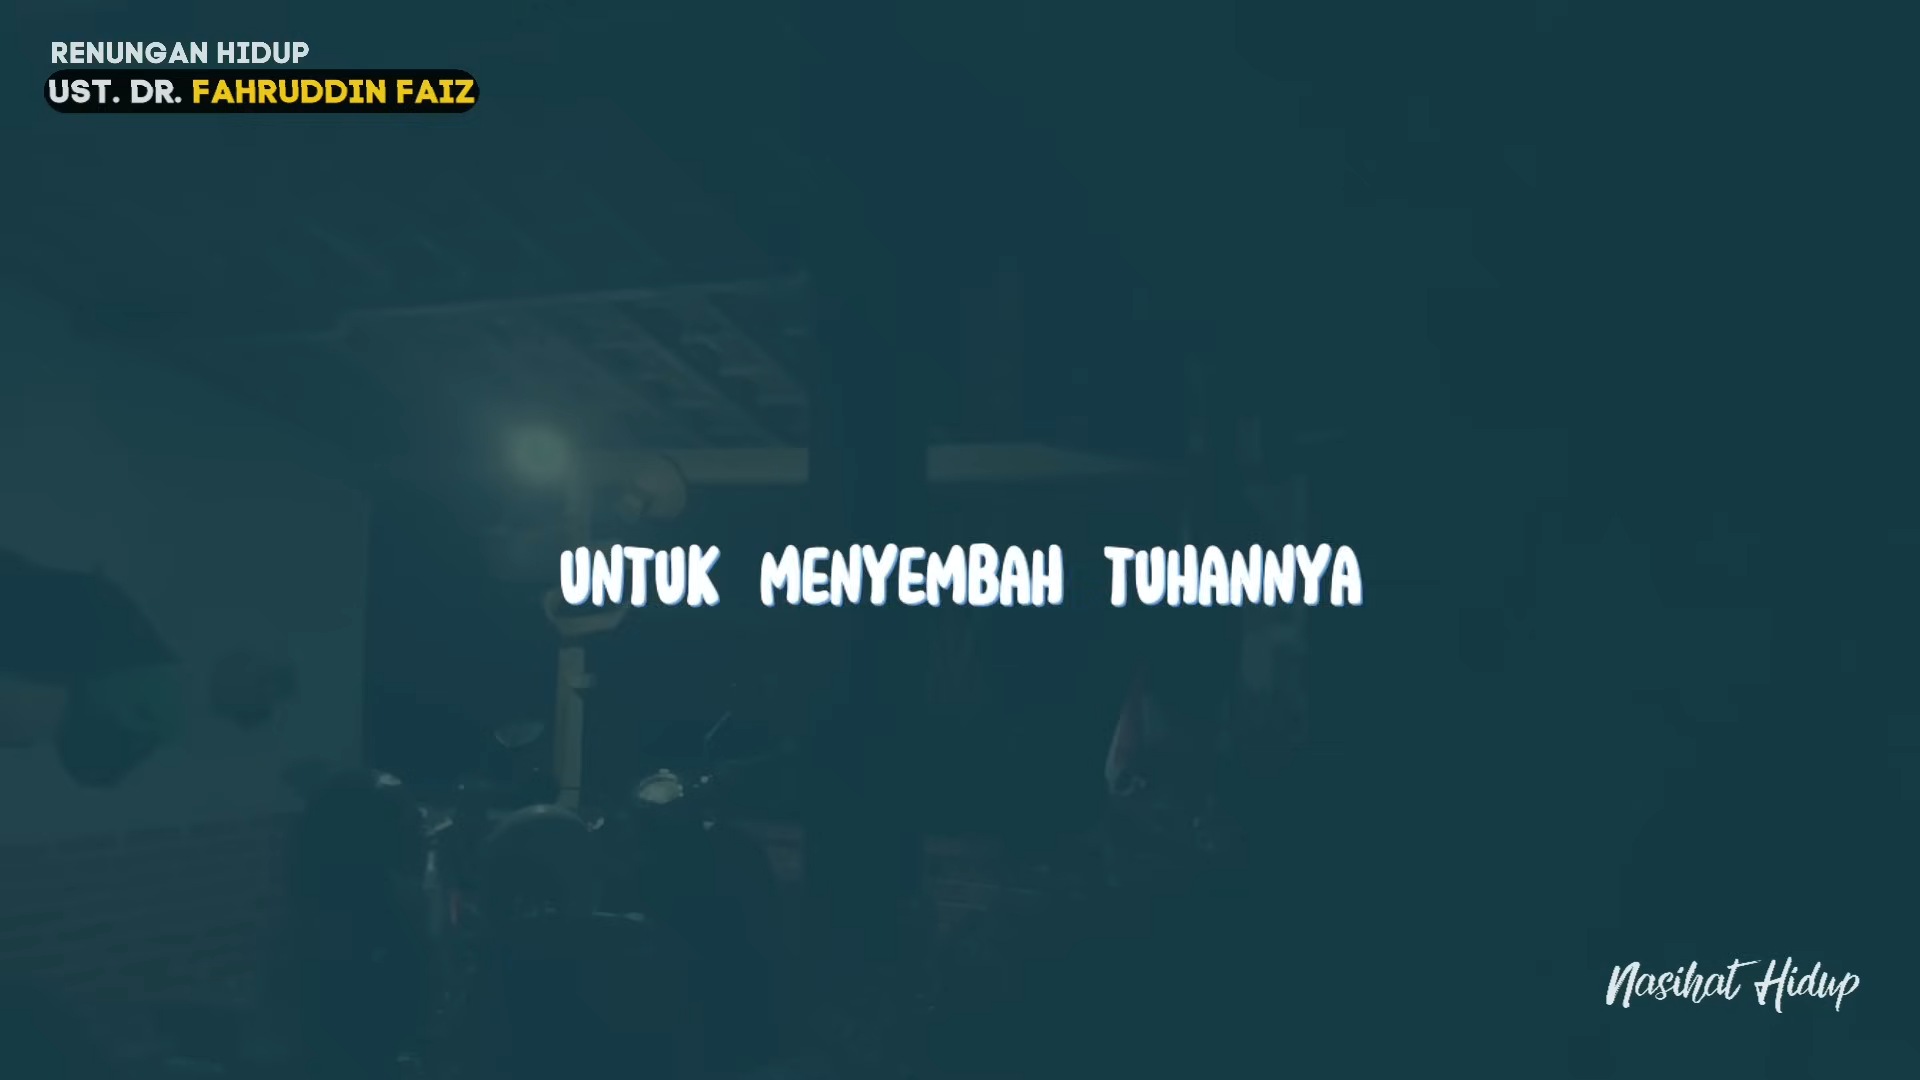 RENUNGAN HIDUP
UST. DR. FAHRUDDIN FAIZ
UNTUK MENYEMBAH TUHANNYA
Nasihat Hidup